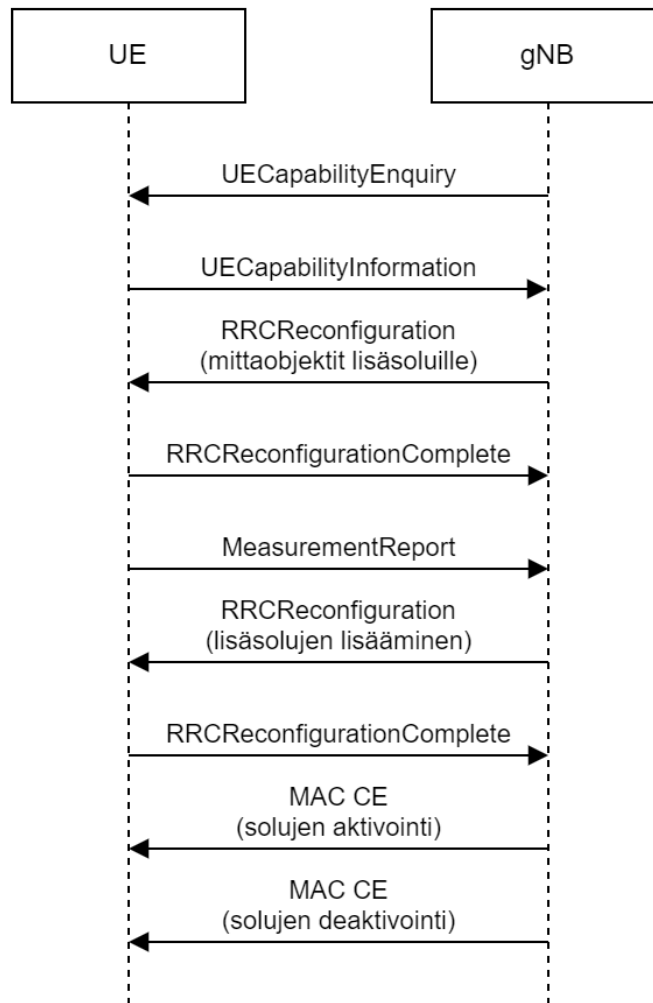 UE
gNB
UECapabilityEnquiry
UECapabilityInformation
RRCReconfiguration
(mittaobjektit lisäsoluille)
RRCReconfigurationComplete
MeasurementReport
RRCReconfiguration
(lisäsolujen lisääminen)
RRCReconfigurationComplete
MAC CE
(solujen aktivointi)
MAC CE
(solujen deaktivointi)